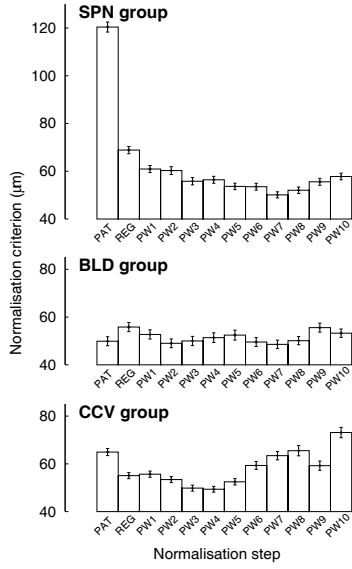 SPN group
120
100
80
60
40
PAT REG PW1 PW2 PW3 PW4 PW5 PW6 PW7 PW8 PW9 PW10
Normalisation criterion (μm)
BLD group
80
60
40
PAT REG PW1 PW2 PW3 PW4 PW5 PW6 PW7 PW8 PW9 PW10
CCV group
80
60
40
PAT REG PW1 PW2 PW3 PW4 PW5 PW6 PW7 PW8 PW9 PW10
Normalisation step